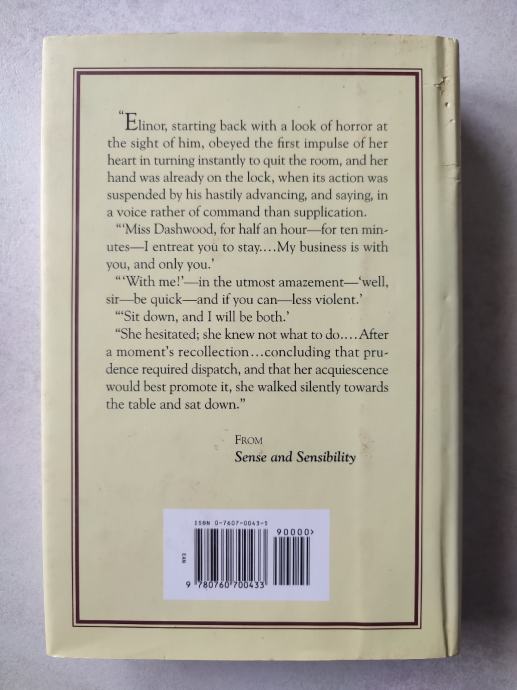 "Elinor, starting back with a look of horror at
the sight of him, obeyed the first impulse of her
heart in turning instantly to quit the room, and her
hand was already on the lock, when its action was
suspended by his hastily advancing, and saying, in
a voice rather of command than supplication.
"'Miss Dashwood, for half an hour—for ten min-
utes—I entreat you to stay....My business is with
you, and only you.'
"'With me!'—in the utmost amazement—'well,
sir—be quick—and if you can—less violent.'
"'Sit down, and I will be both.'
"She hesitated; she knew not what to do....After
a moment's recollection...concluding that pru-
dence required dispatch, and that her acquiescence
would best promote it, she walked silently towards
the table and sat down."
FROM
Sense and Sensibility
ISBN 0-7607-0043-5
90000>
EAN
9 780760 700433